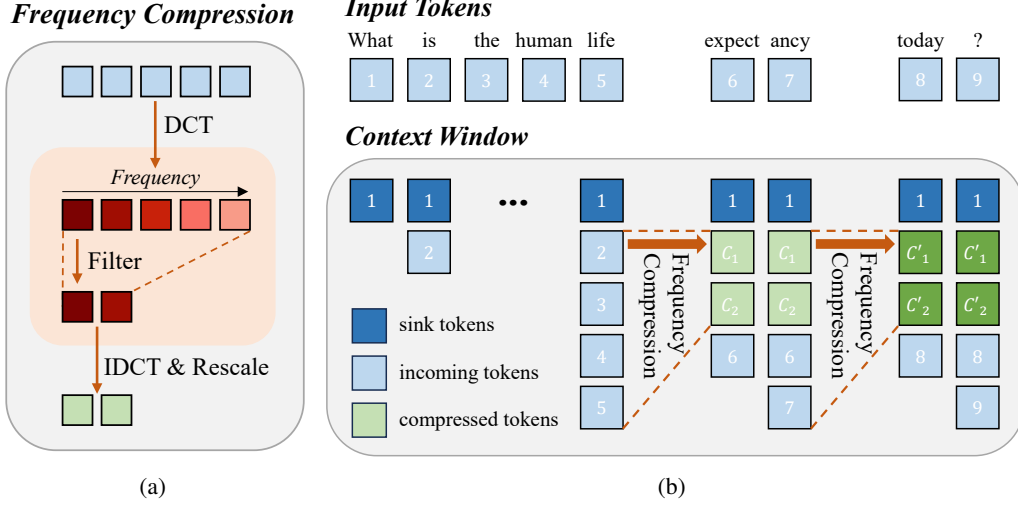 Frequency Compression
DCT
Frequency
Filter
IDCT & Rescale
(a)
Input Tokens
What is the human life expect ancy today ?
1 2 3 4 5 6 7 8 9
Context Window
1 1 ... 1 1 1 1 1
2 2 C₁ C₁ C′₁ C′₁
3 C₂ C₂ C′₂ C′₂
4 6 6 8 8
5 7 9
Frequency Compression
Frequency Compression
sink tokens
incoming tokens
compressed tokens
(b)